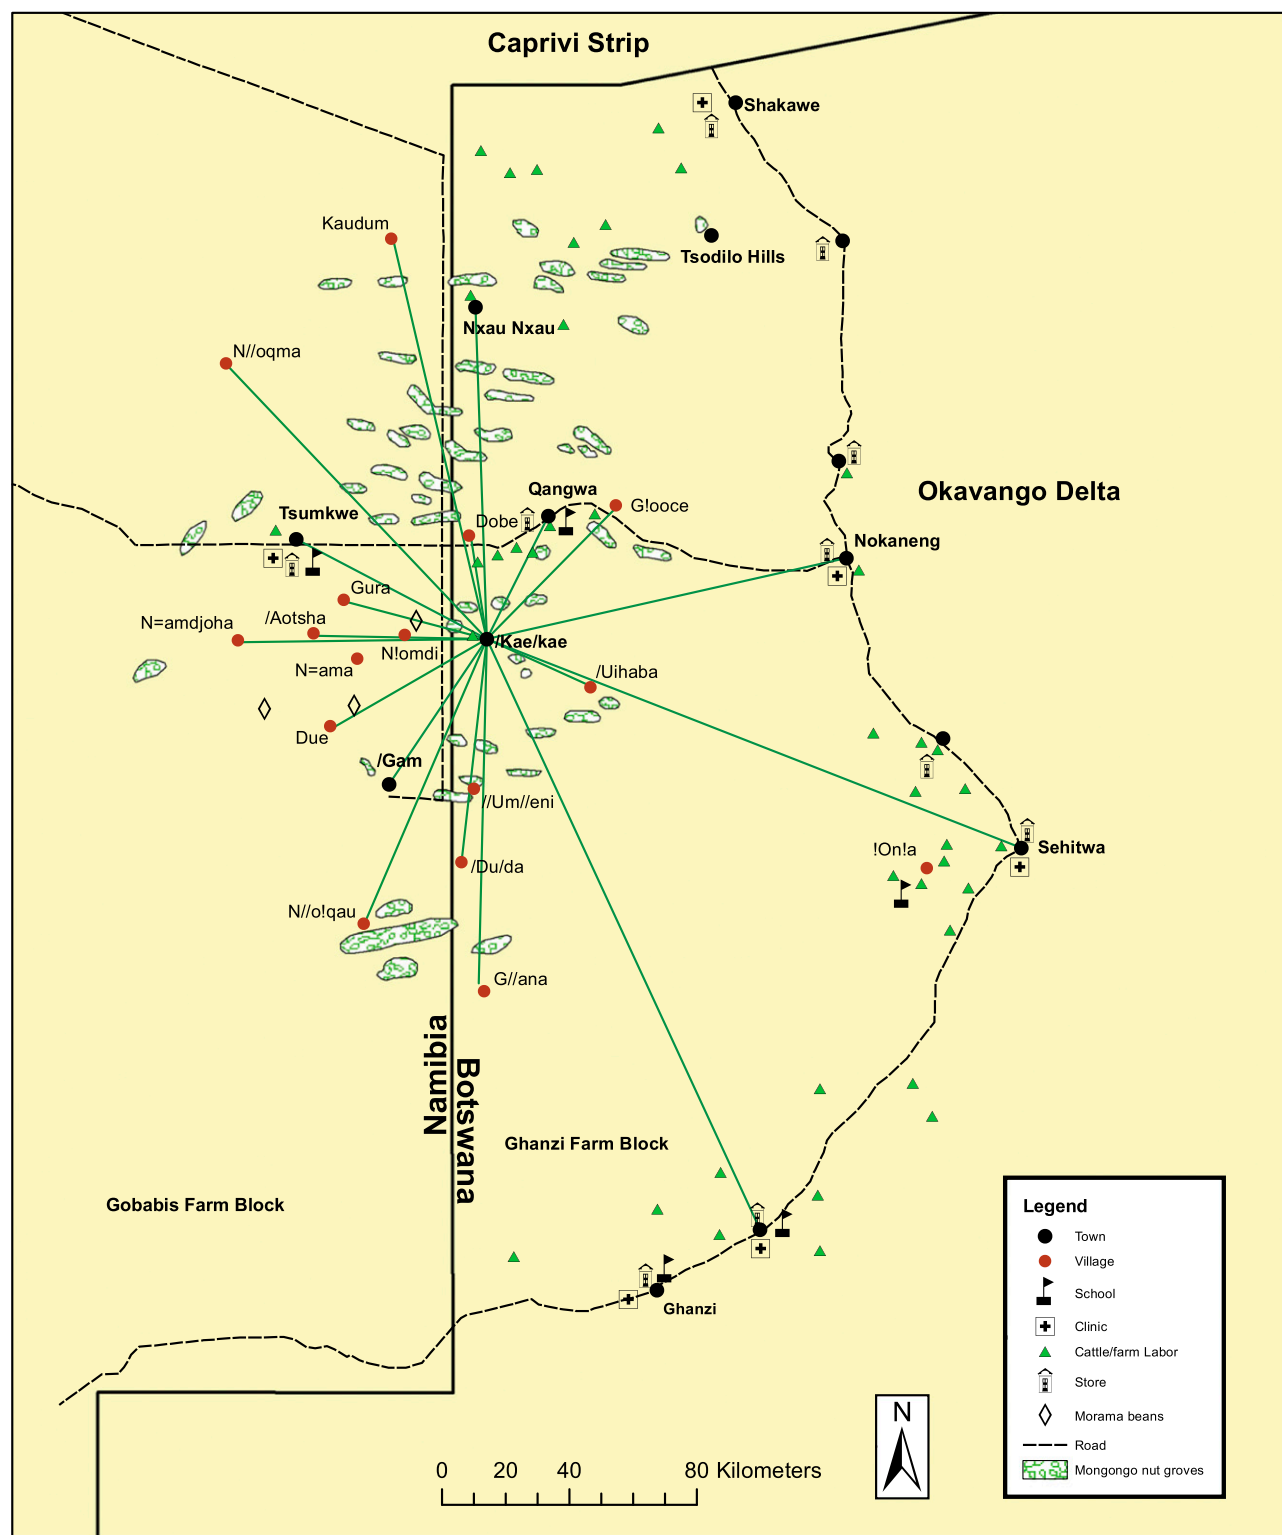 Caprivi Strip
Shakawe
Kaudum
Tsodilo Hills
Nxau Nxau
N//oqma
Qangwa
Okavango Delta
G!ooce
Tsumkwe
Dobe
Nokaneng
Gura
/Aotsha
N=amdjoha
N!omdi
/Kae/kae
N=ama
/Uihaba
Due
/Gam
//Um//eni
!On!a
Sehitwa
/Du/da
N//o!qau
G//ana
Namibia
Botswana
Ghanzi Farm Block
Gobabis Farm Block
Ghanzi
Legend
Town
Village
School
Clinic
Cattle/farm Labor
Store
Morama beans
Road
Mongongo nut groves
N
0 20 40 80 Kilometers